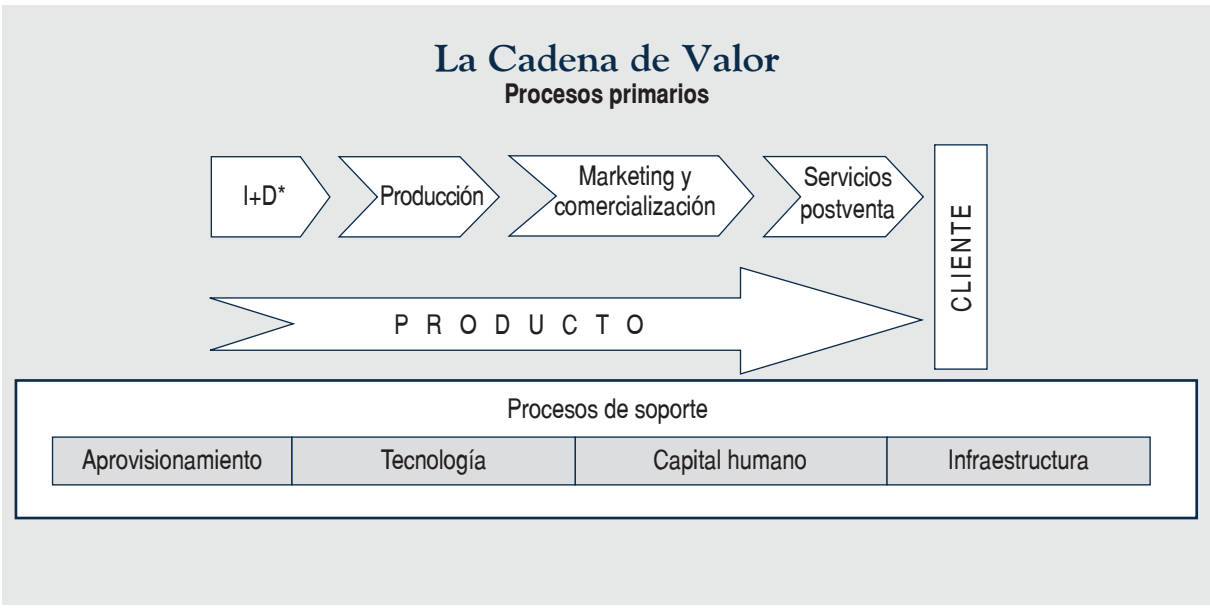 La Cadena de Valor
Procesos primarios
I+D*
Producción
Marketing y
comercialización
Servicios
postventa
CLIENTE
PRODUCTO
Procesos de soporte
Aprovisionamiento
Tecnología
Capital humano
Infraestructura